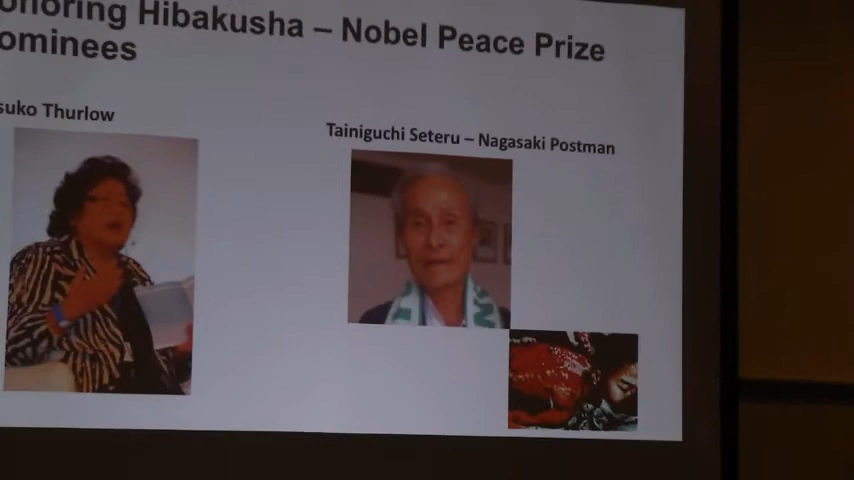 onoring Hibakusha – Nobel Peace Prize
ominees
suko Thurlow
Tainiguchi Seteru – Nagasaki Postman